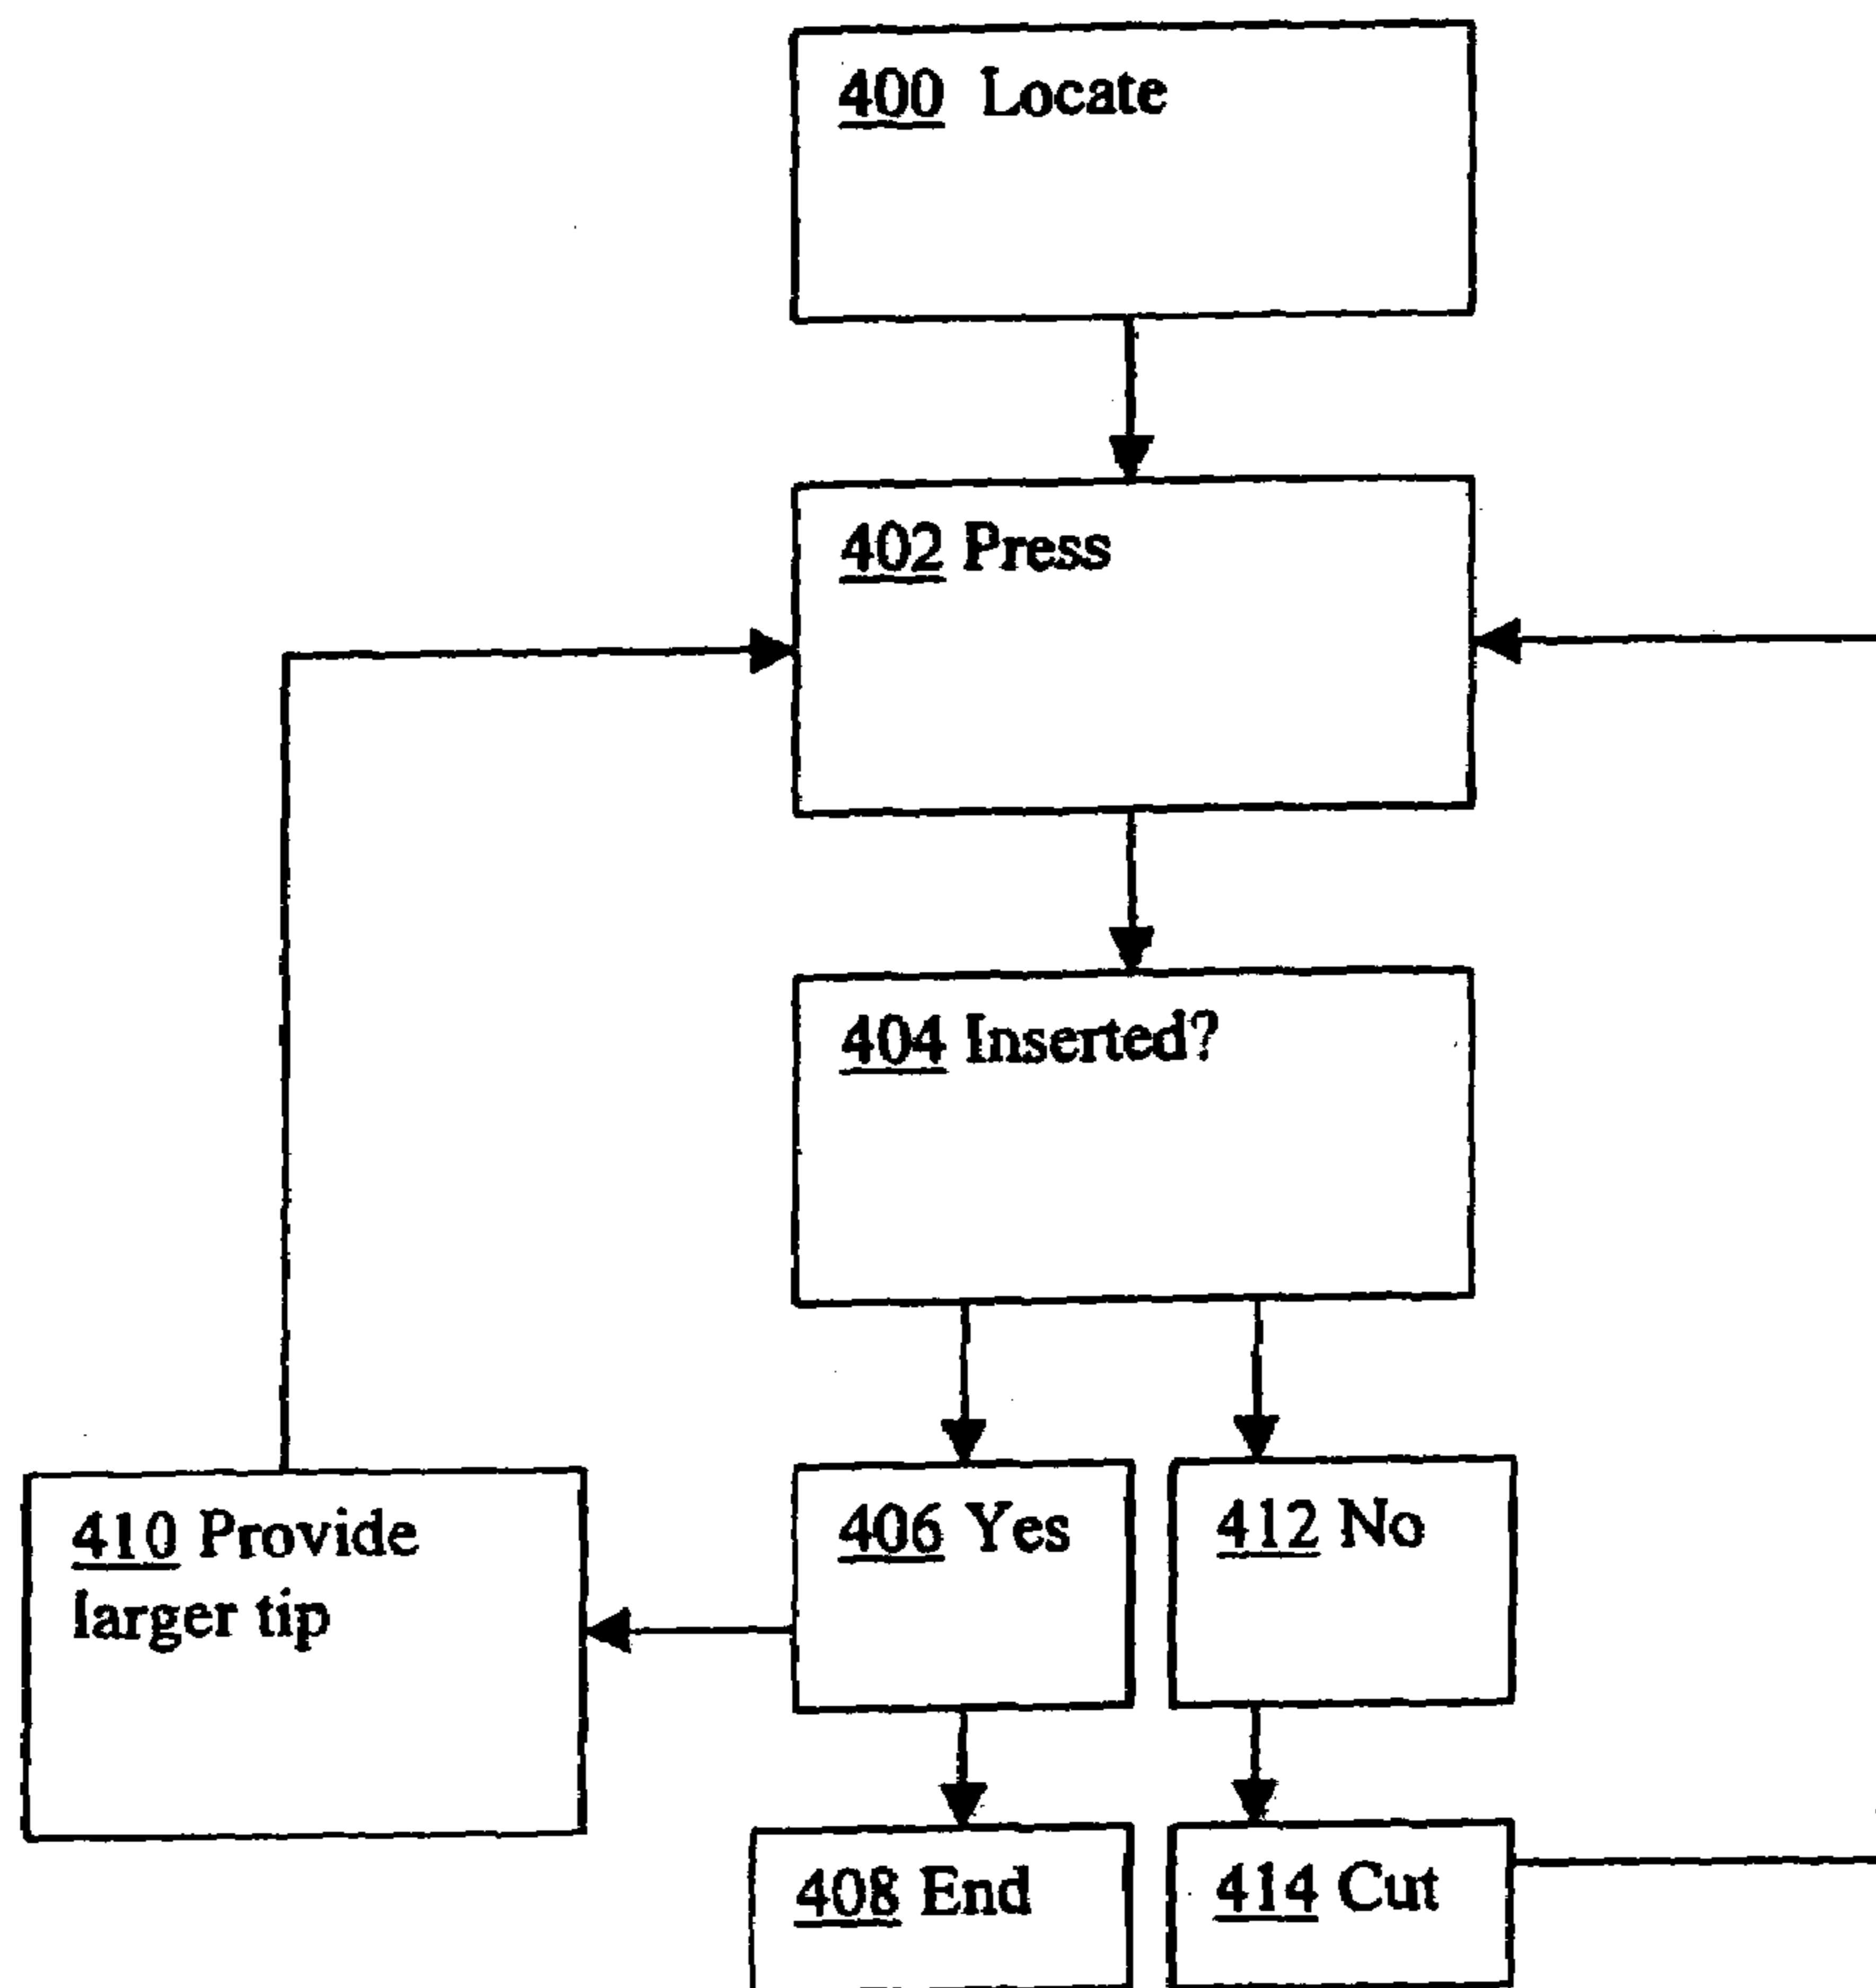 400 Locate
402 Press
404 Inserted?
410 Provide
larger tip
406 Yes
412 No
408 End
414 Cut